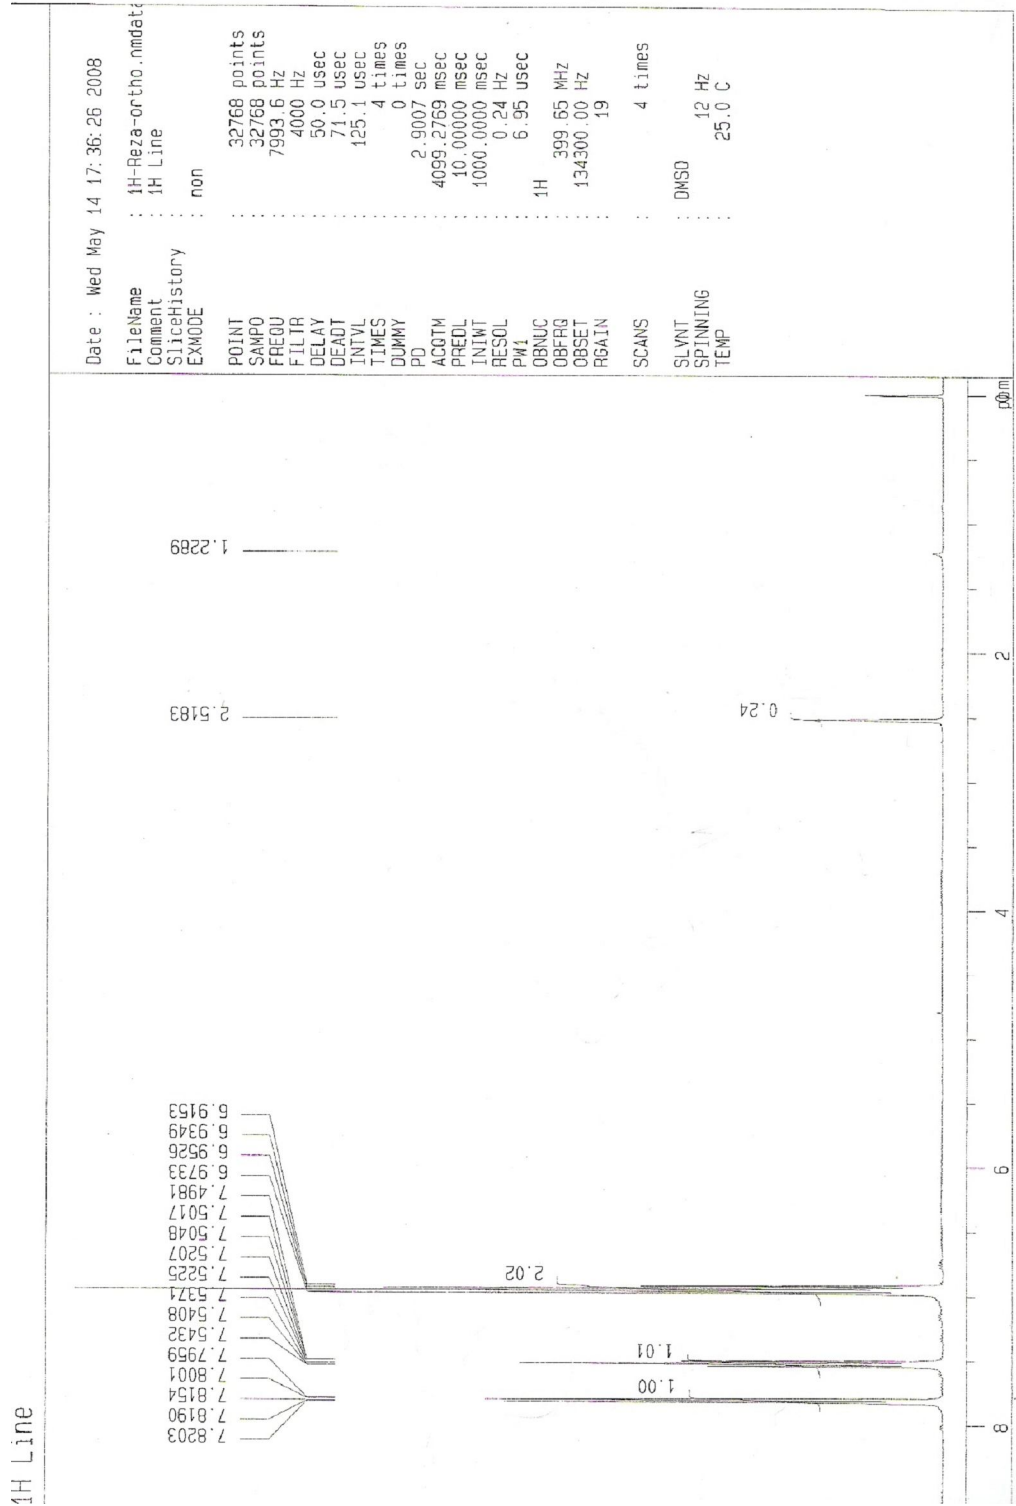 1H Line
Date : Wed May 14 17:36:26 2008
FileName : 1H-Reza-ortho.nmdata
Comment : 1H Line
SliceHistory :
EXMODE : non
POINT : 32768 points
SAMPO : 32768 points
FREQU : 7993.6 Hz
FILTR : 4000 Hz
DELAY : 50.0 usec
DEADT : 71.5 usec
INTVL : 125.1 usec
TIMES : 4 times
DUMMY : 0 times
PD : 2.9007 sec
ACQTM : 4099.2769 msec
PREDL : 10.00000 msec
INIWT : 1000.0000 msec
RESOL : 0.24 Hz
PW1 : 6.95 usec
OBNUC : 1H
OBFRQ : 399.65 MHz
OBSET : 134300.00 Hz
RGAIN : 19
SCANS : 4 times
SLVNT : DMSO
SPINNING : 12 Hz
TEMP : 25.0 C
7.8203
7.8190
7.8154
7.8001
7.7959
7.5432
7.5408
7.5371
7.5225
7.5207
7.5048
7.5017
7.4981
6.9733
6.9526
6.9349
6.9153
2.5183
1.2289
1.00
1.01
2.02
0.24
8
6
4
2
0
ppm